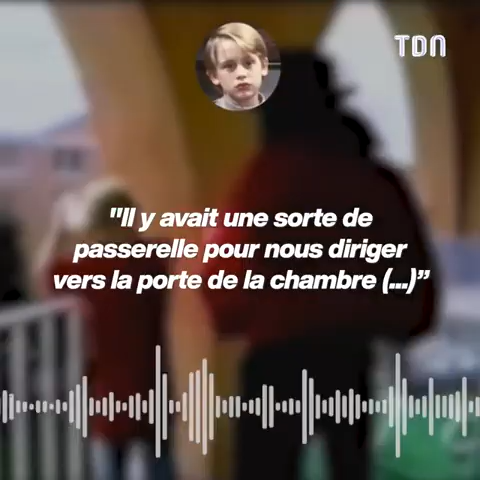 TDN
"Il y avait une sorte de
passerelle pour nous diriger
vers la porte de la chambre (...)”